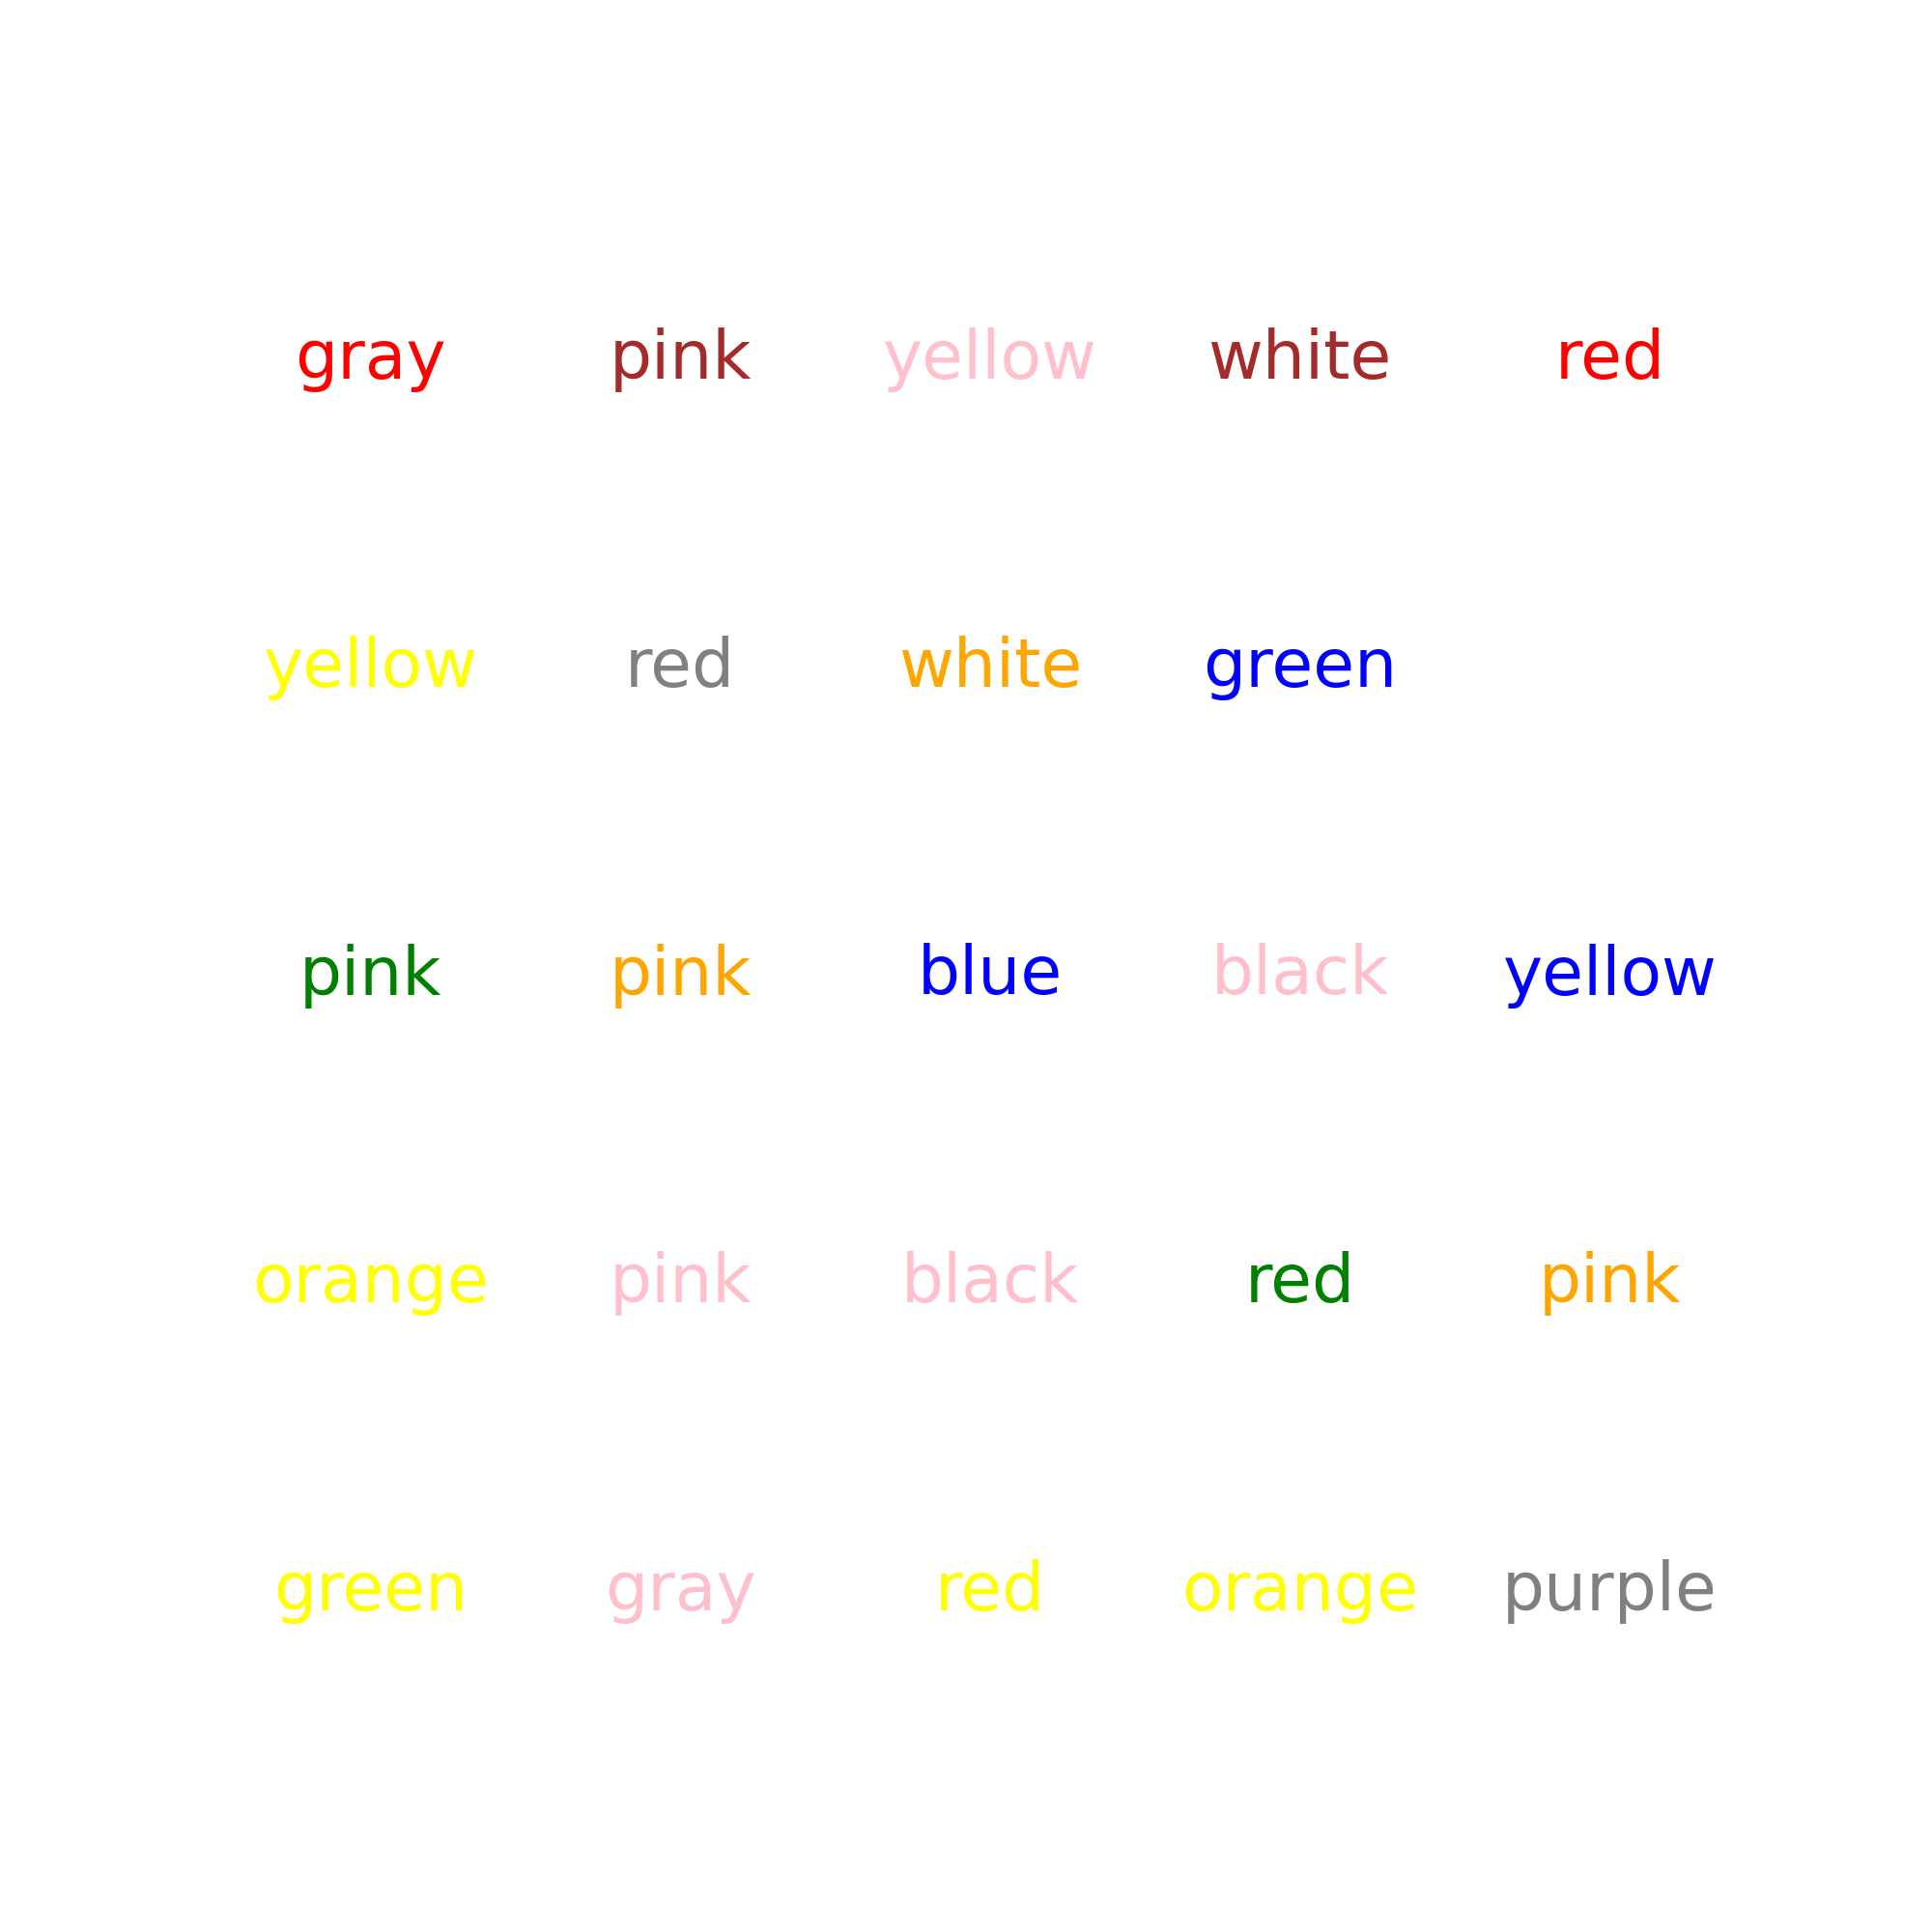 gray pink yellow white red
yellow red white green
pink pink blue black yellow
orange pink black red pink
green gray red orange purple